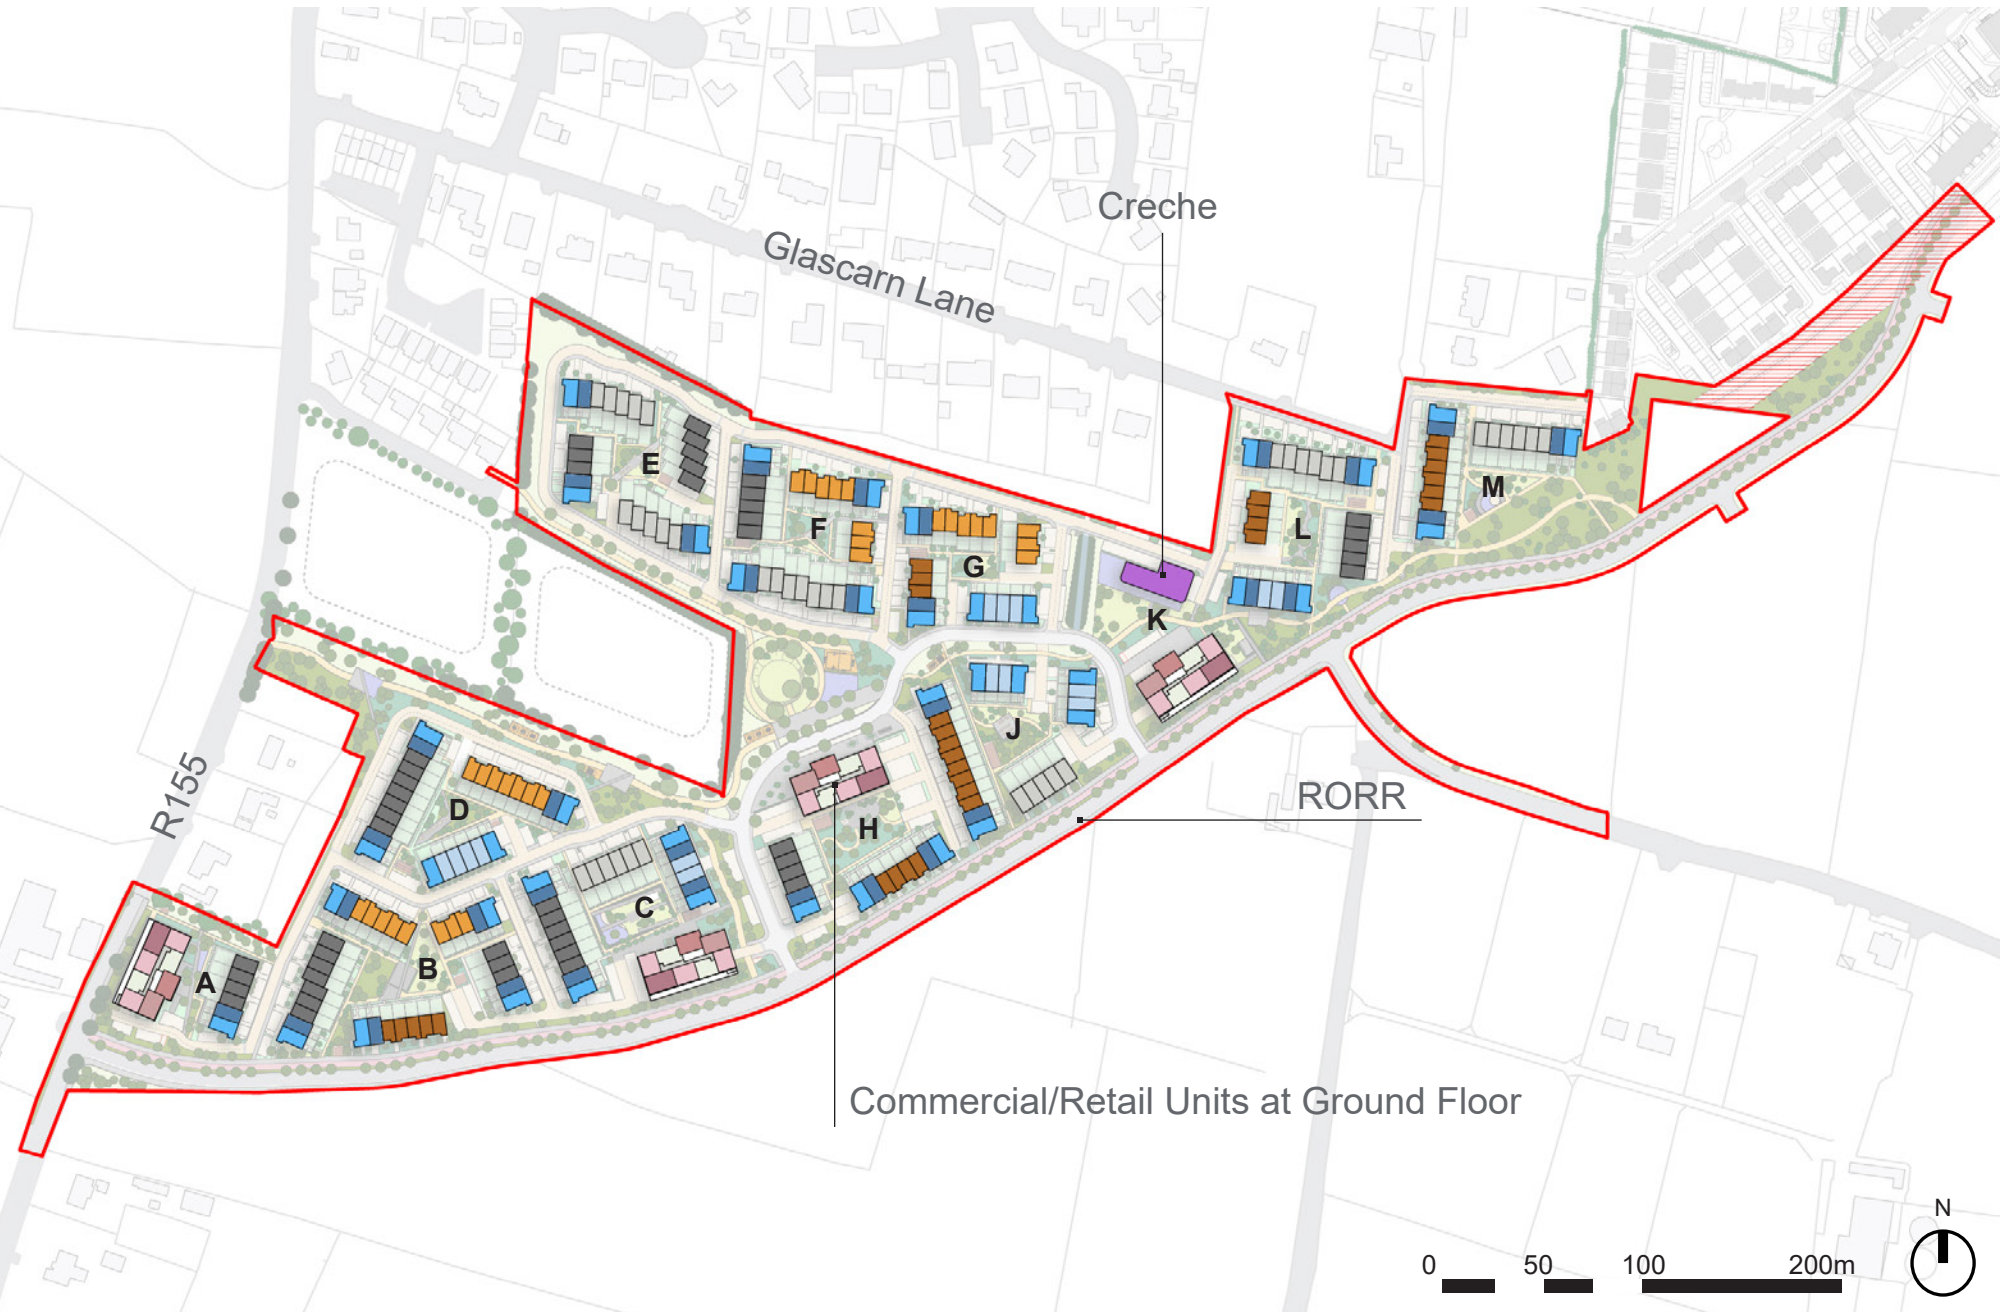 Creche
Glascarn Lane
E
M
F
L
G
K
J
R155
RORR
D
H
C
B
A
Commercial/Retail Units at Ground Floor
N
0 50 100 200m